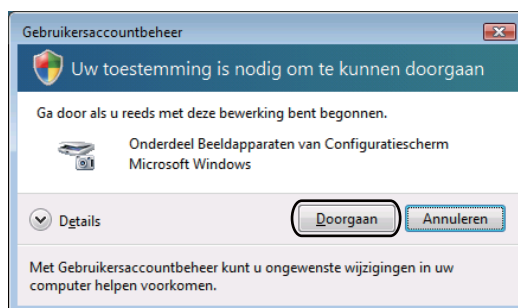 Gebruikersaccountbeheer
Uw toestemming is nodig om te kunnen doorgaan
Ga door als u reeds met deze bewerking bent begonnen.
Onderdeel Beeldapparaten van Configuratiescherm
Microsoft Windows
Details
Doorgaan
Annuleren
Met Gebruikersaccountbeheer kunt u ongewenste wijzigingen in uw
computer helpen voorkomen.